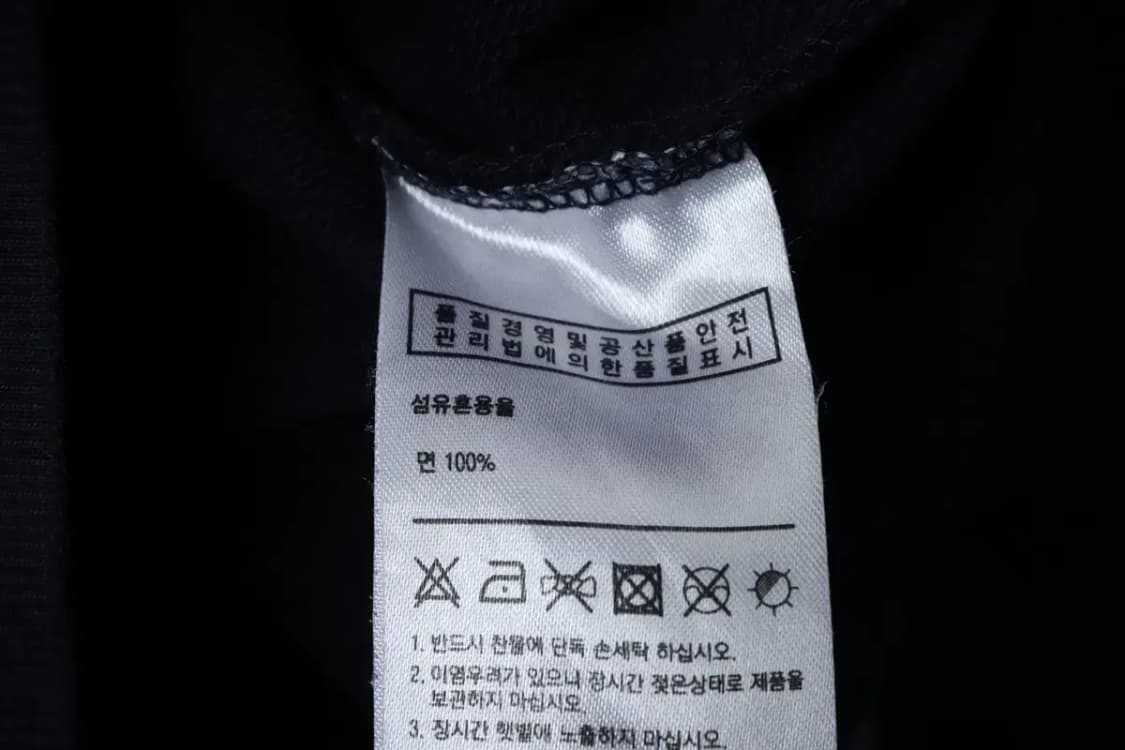 품질경영및공산품안전
관리법에의한품질표시
섬유혼용율
면 100%
1. 반드시 찬물에 단독 손세탁 하십시오.
2. 이염우려가 있으니 장시간 젖은상태로 제품을
보관하지 마십시오.
3. 장시간 햇볕에 노출하지 마십시오.